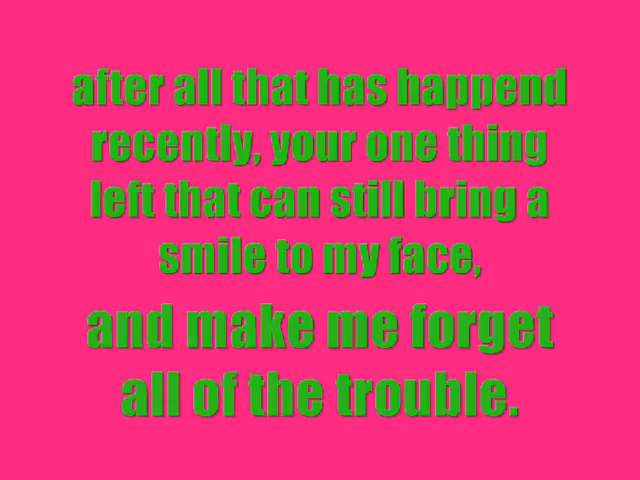 after all that has happend
recently, your one thing
left that can still bring a
smile to my face,
and make me forget
all of the trouble.